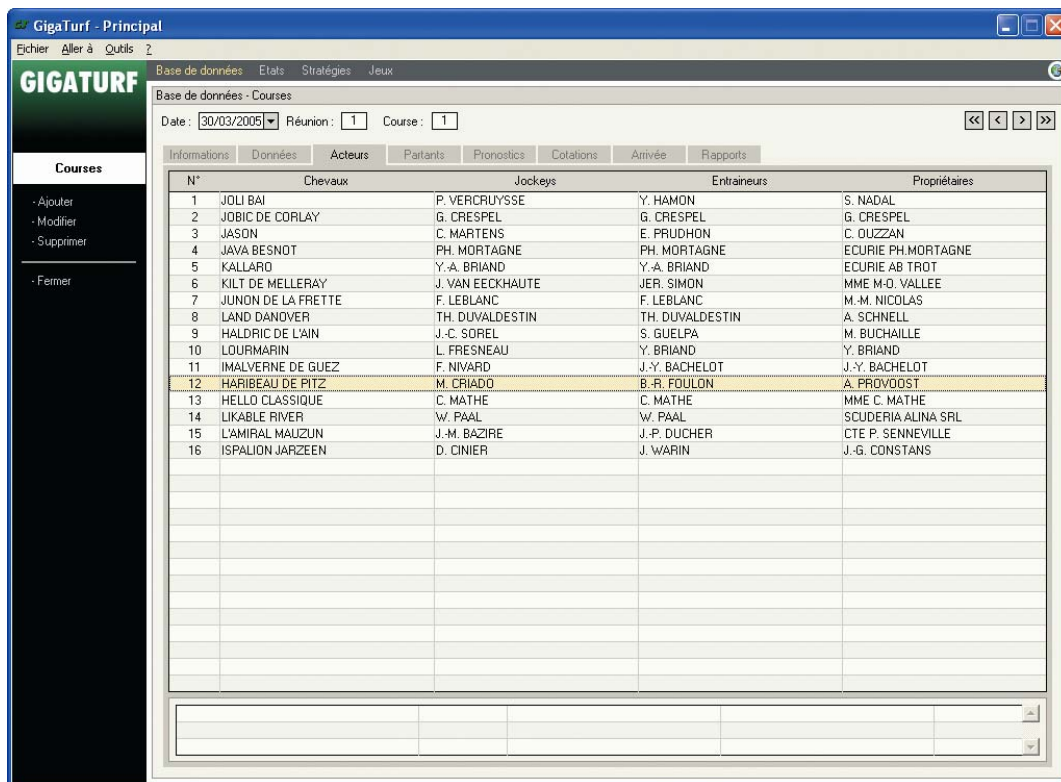 GigaTurf - Principal
Fichier Aller à Outils ?
GIGATURF
Base de données Etats Stratégies Jeux
Base de données - Courses
Date : 30/03/2005 Réunion : 1 Course : 1 << < > >>
Courses
- Ajouter
- Modifier
- Supprimer
- Fermer
Informations Données Acteurs Partants Pronostics Cotations Arrivée Rapports
N° Chevaux Jockeys Entraineurs Propriétaires
1 JOLI BAI P. VERCRUYSSE Y. HAMON S. NADAL
2 JOBIC DE CORLAY G. CRESPEL G. CRESPEL G. CRESPEL
3 JASON C. MARTENS E. PRUDHON C. OUZZAN
4 JAVA BESNOT PH. MORTAGNE PH. MORTAGNE ECURIE PH.MORTAGNE
5 KALLARO Y.-A. BRIAND Y.-A. BRIAND ECURIE AB TROT
6 KILT DE MELLERAY J. VAN EECKHAUTE JER. SIMON MME M-O. VALLEE
7 JUNON DE LA FRETTE F. LEBLANC F. LEBLANC M.-M. NICOLAS
8 LAND DANOVER TH. DUVALDESTIN TH. DUVALDESTIN A. SCHNELL
9 HALDRIC DE L'AIN J.-C. SOREL S. GUELPA M. BUCHAILLE
10 LOURMARIN L. FRESNEAU Y. BRIAND Y. BRIAND
11 IMALVERNE DE GUEZ F. NIVARD J.-Y. BACHELOT J.-Y. BACHELOT
12 HARIBEAU DE PITZ M. CRIADO B.-R. FOULON A. PROVOOST
13 HELLO CLASSIQUE C. MATHE C. MATHE MME C. MATHE
14 LIKABLE RIVER W. PAAL W. PAAL SCUDERIA ALINA SRL
15 L'AMIRAL MAUZUN J.-M. BAZIRE J.-P. DUCHER CTE P. SENNEVILLE
16 ISPALION JARZEEN D. CINIER J. WARIN J.-G. CONSTANS